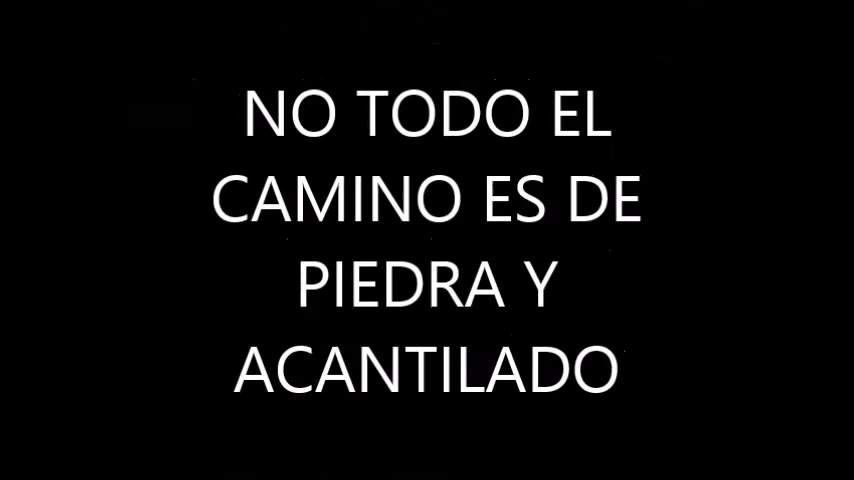 NO TODO EL
CAMINO ES DE
PIEDRA Y
ACANTILADO